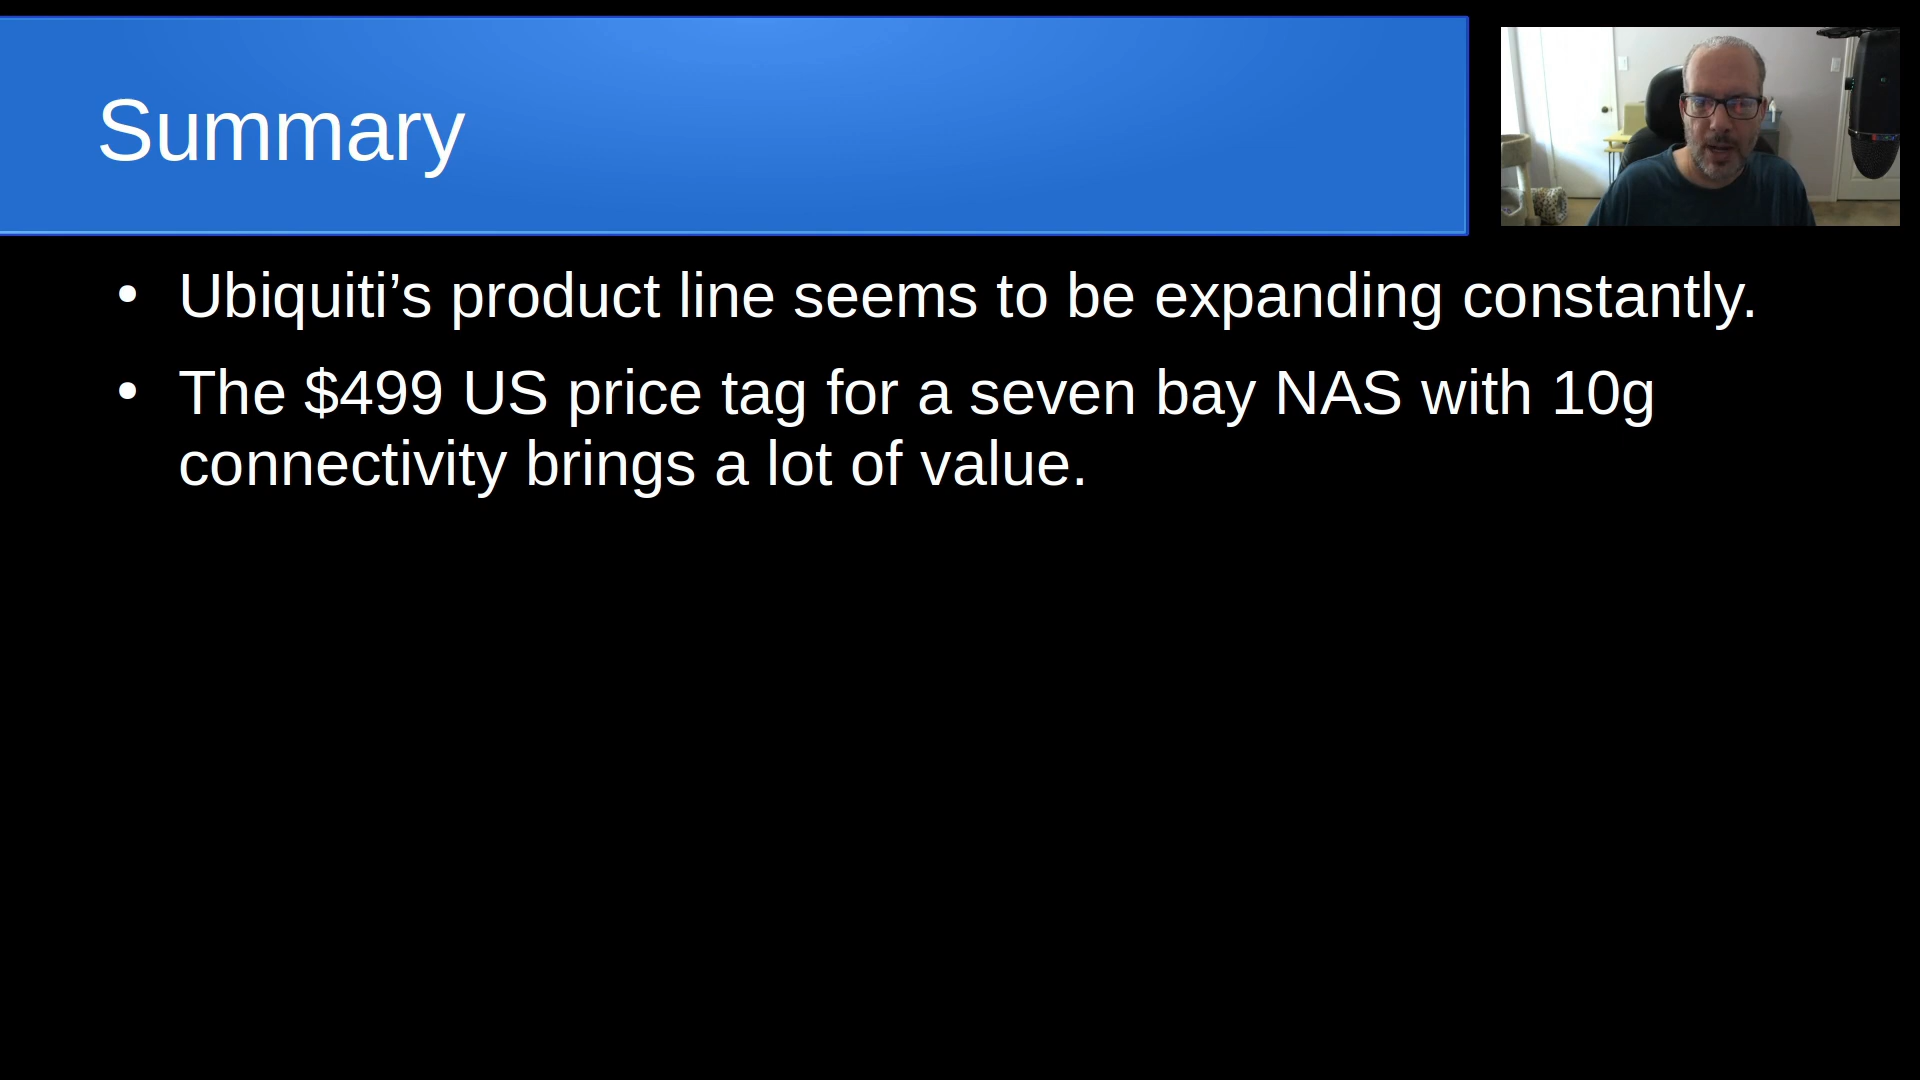 Summary
• Ubiquiti’s product line seems to be expanding constantly.
• The $499 US price tag for a seven bay NAS with 10g
connectivity brings a lot of value.